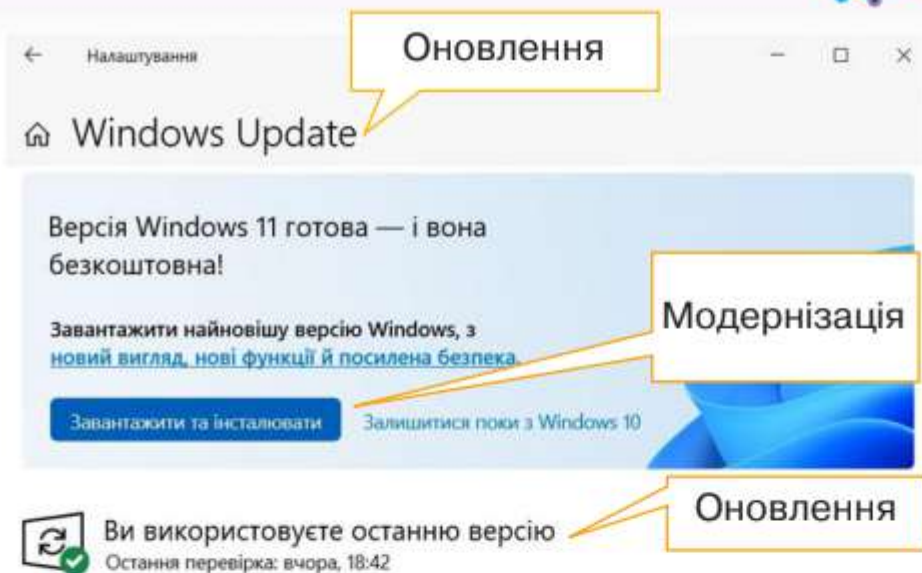 Оновлення
Налаштування
Windows Update
Версія Windows 11 готова — і вона
безкоштовна!
Модернізація
Завантажити найновішу версію Windows, з
новий вигляд, нові функції й посилена безпека.
Завантажити та інсталювати Залишитися поки з Windows 10
Оновлення
Ви використовуєте останню версію
Остання перевірка: вчора, 18:42